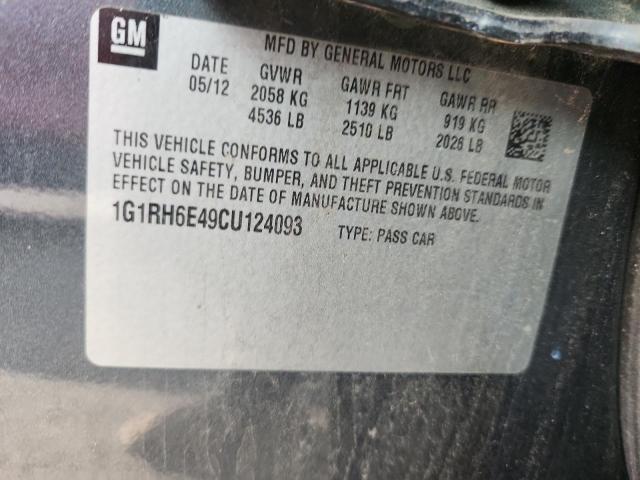 GM
MFD BY GENERAL MOTORS LLC
DATE GVWR GAWR FRT GAWR RR
05/12 2058 KG 1139 KG 919 KG
4536 LB 2510 LB 2026 LB
THIS VEHICLE CONFORMS TO ALL APPLICABLE U.S. FEDERAL MOTOR
VEHICLE SAFETY, BUMPER, AND THEFT PREVENTION STANDARDS IN
EFFECT ON THE DATE OF MANUFACTURE SHOWN ABOVE.
1G1RH6E49CU124093 TYPE: PASS CAR